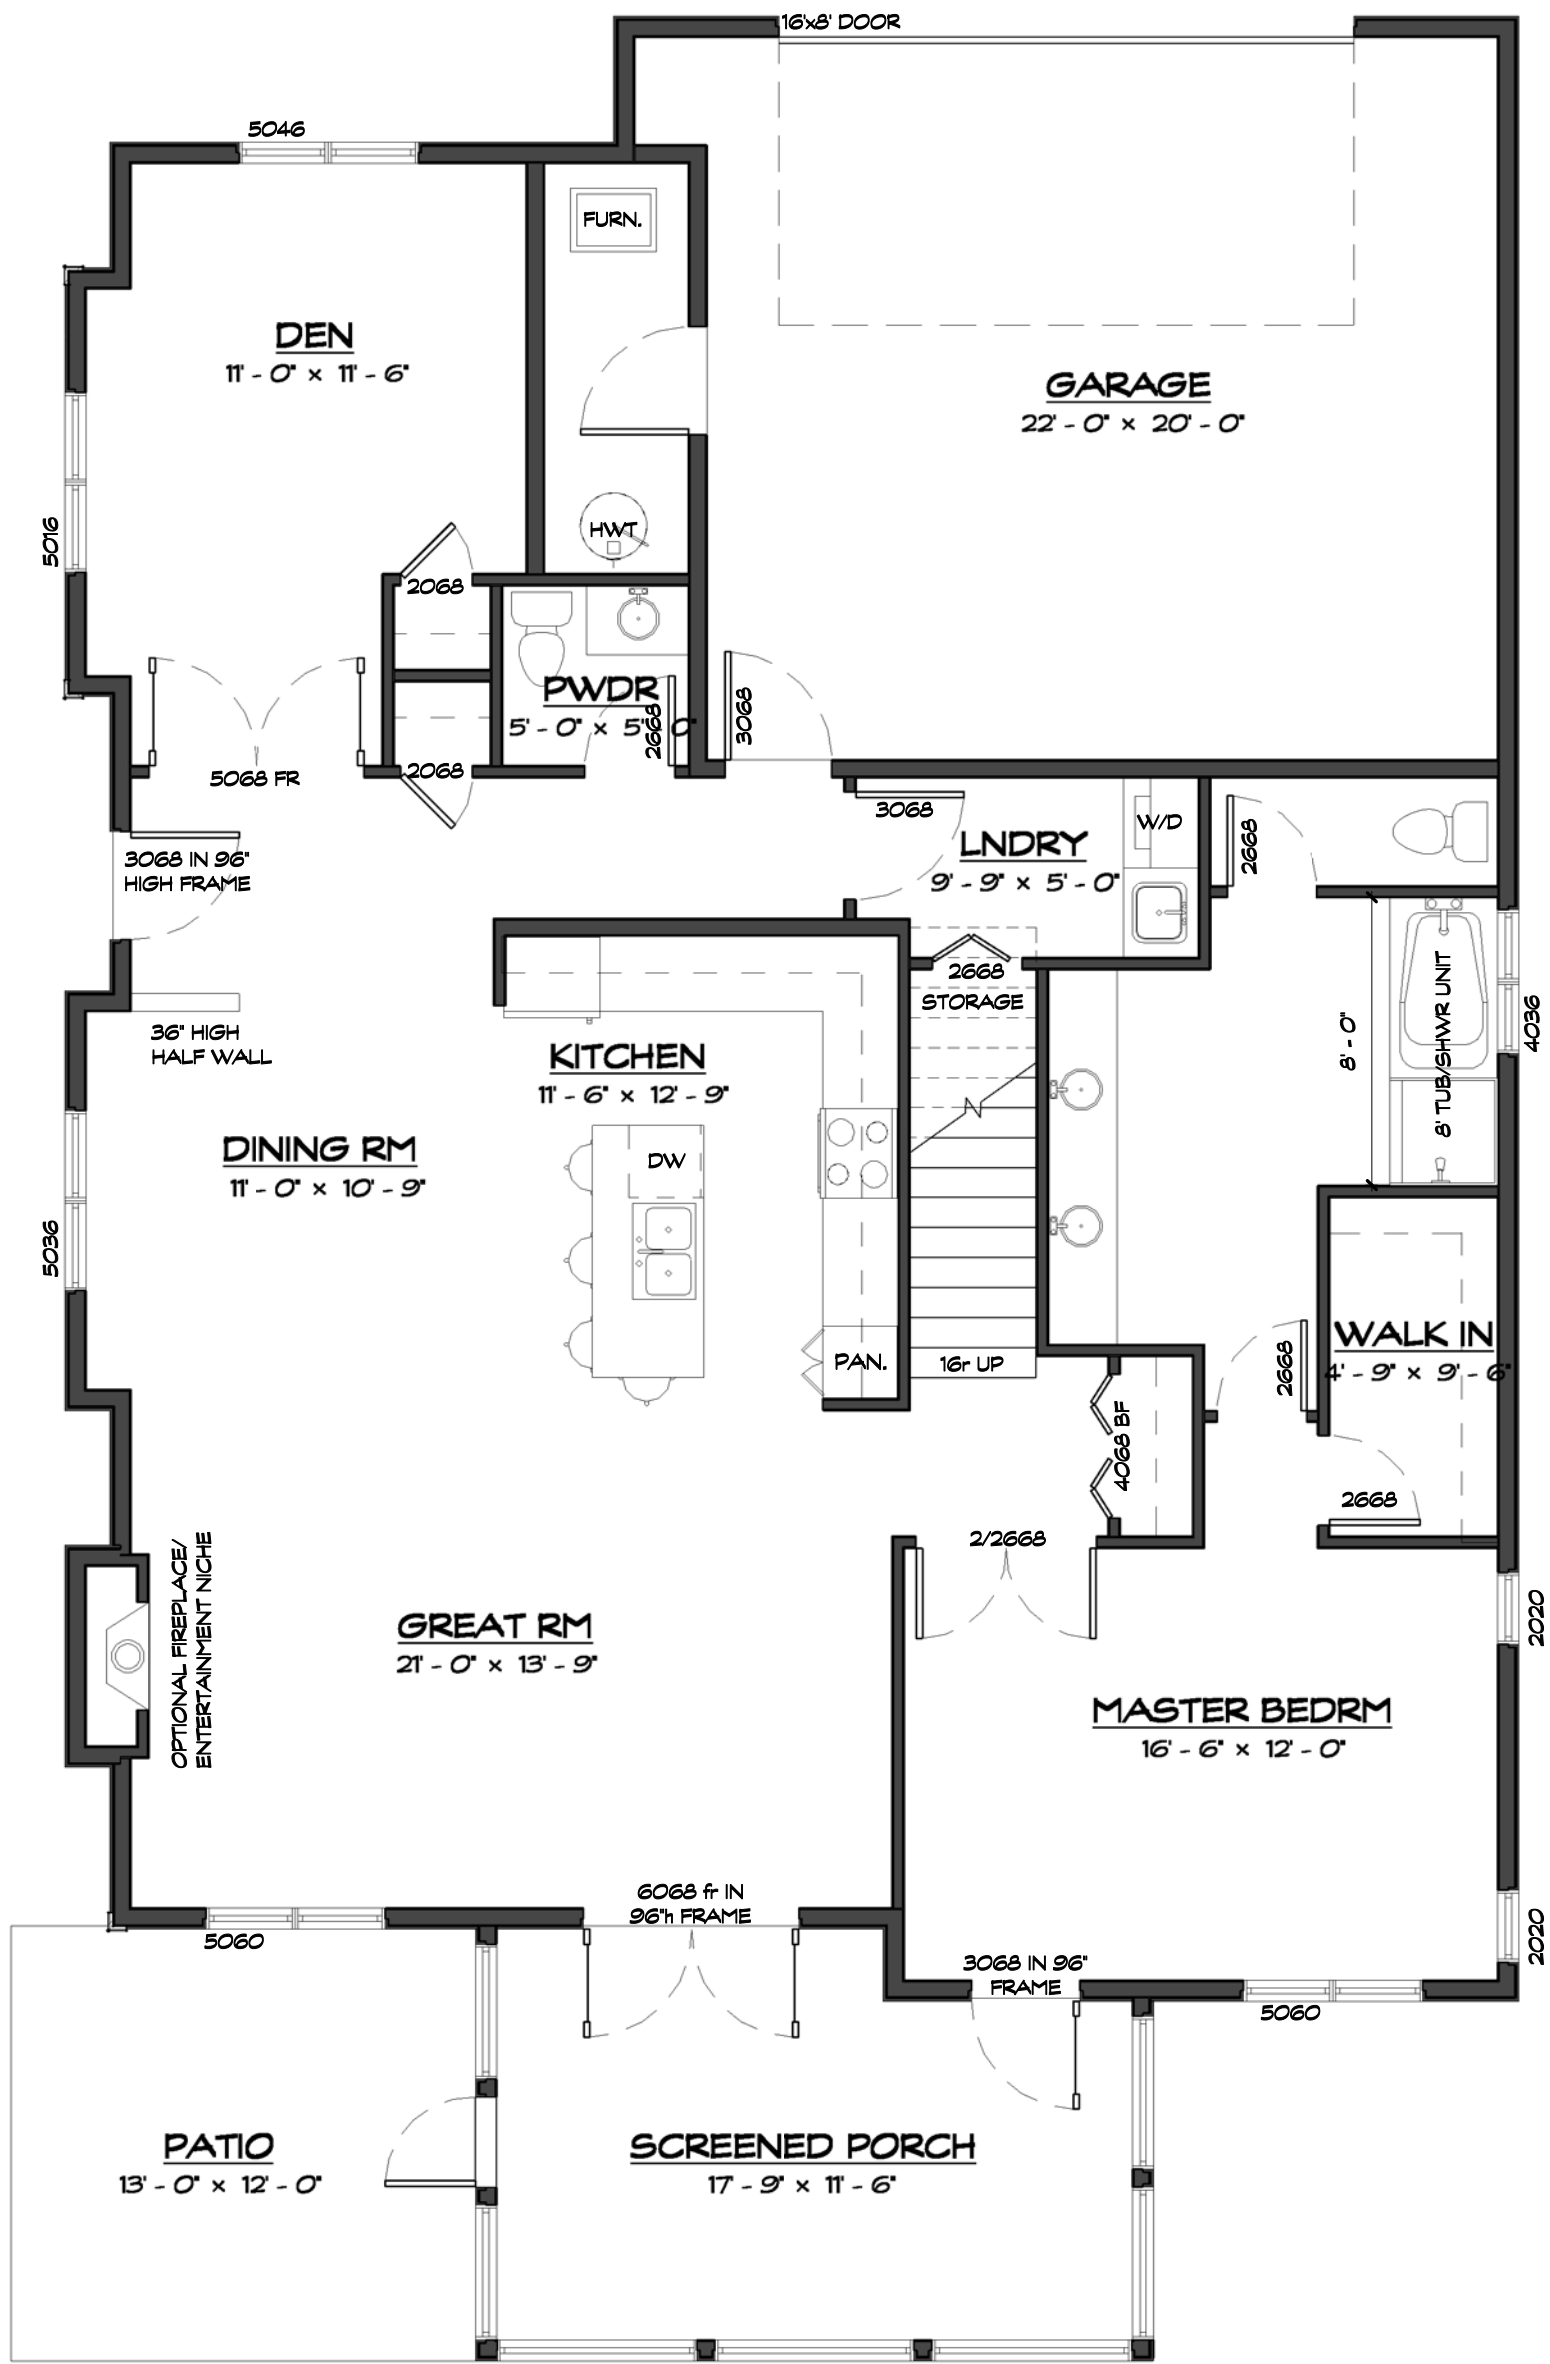 16'x8' DOOR
5046
FURN.
DEN
11' - 0" x 11' - 6"
GARAGE
22' - 0" x 20' - 0"
5016
HWT
2068
PWDR
5' - 0" x 5' - 0"
2668
3068
5068 FR
2068
3068
W/D
LNDRY
9' - 9" x 5' - 0"
2668
3068 IN 96"
HIGH FRAME
2668
STORAGE
36" HIGH
HALF WALL
KITCHEN
11' - 6" x 12' - 9"
8' - 0"
8' TUB/SHWR UNIT
4036
DINING RM
11' - 0" x 10' - 9"
DW
5036
PAN.
16r UP
2668
WALK IN
4' - 9" x 9' - 6"
4068 BF
2668
2/2668
OPTIONAL FIREPLACE/
ENTERTAINMENT NICHE
GREAT RM
21' - 0" x 13' - 9"
2020
MASTER BEDRM
16' - 6" x 12' - 0"
6068 fr IN
96"h FRAME
5060
3068 IN 96"
FRAME
2020
5060
PATIO
13' - 0" x 12' - 0"
SCREENED PORCH
17' - 9" x 11' - 6"